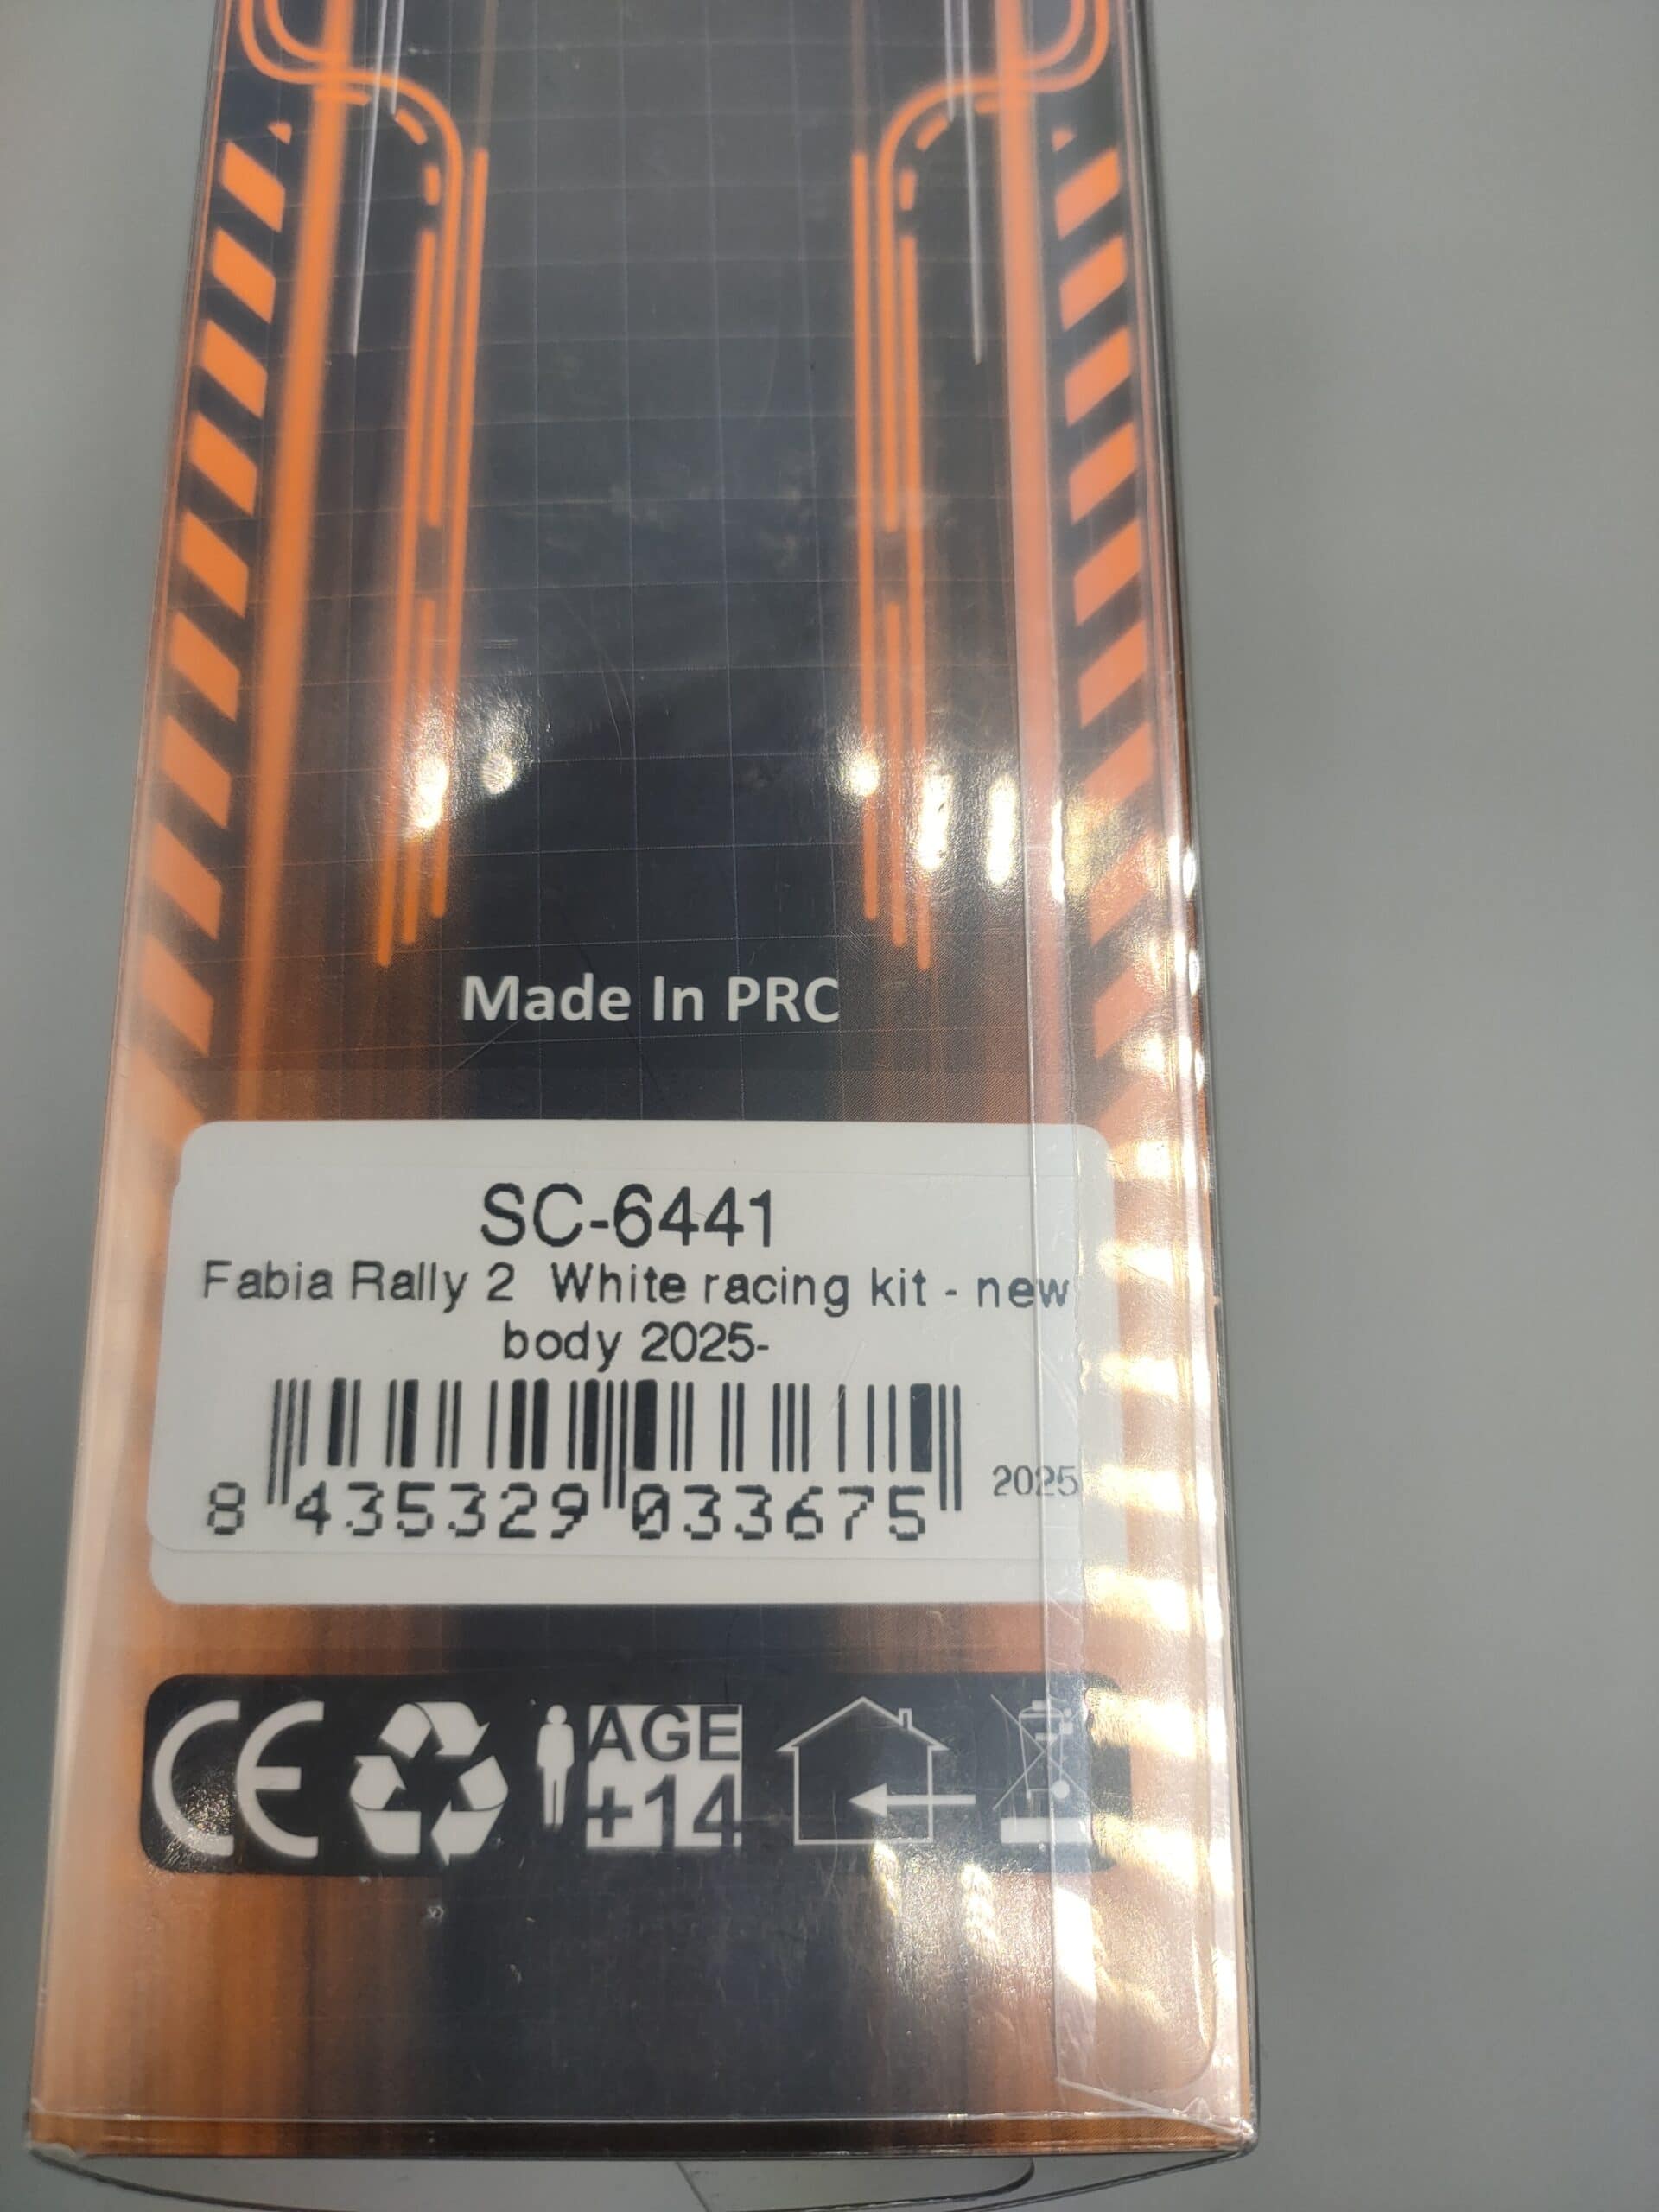 Made In PRC
SC-6441
Fabia Rally 2 White racing kit - new
body 2025-
2025
8 435329 033675
CE
AGE
+14